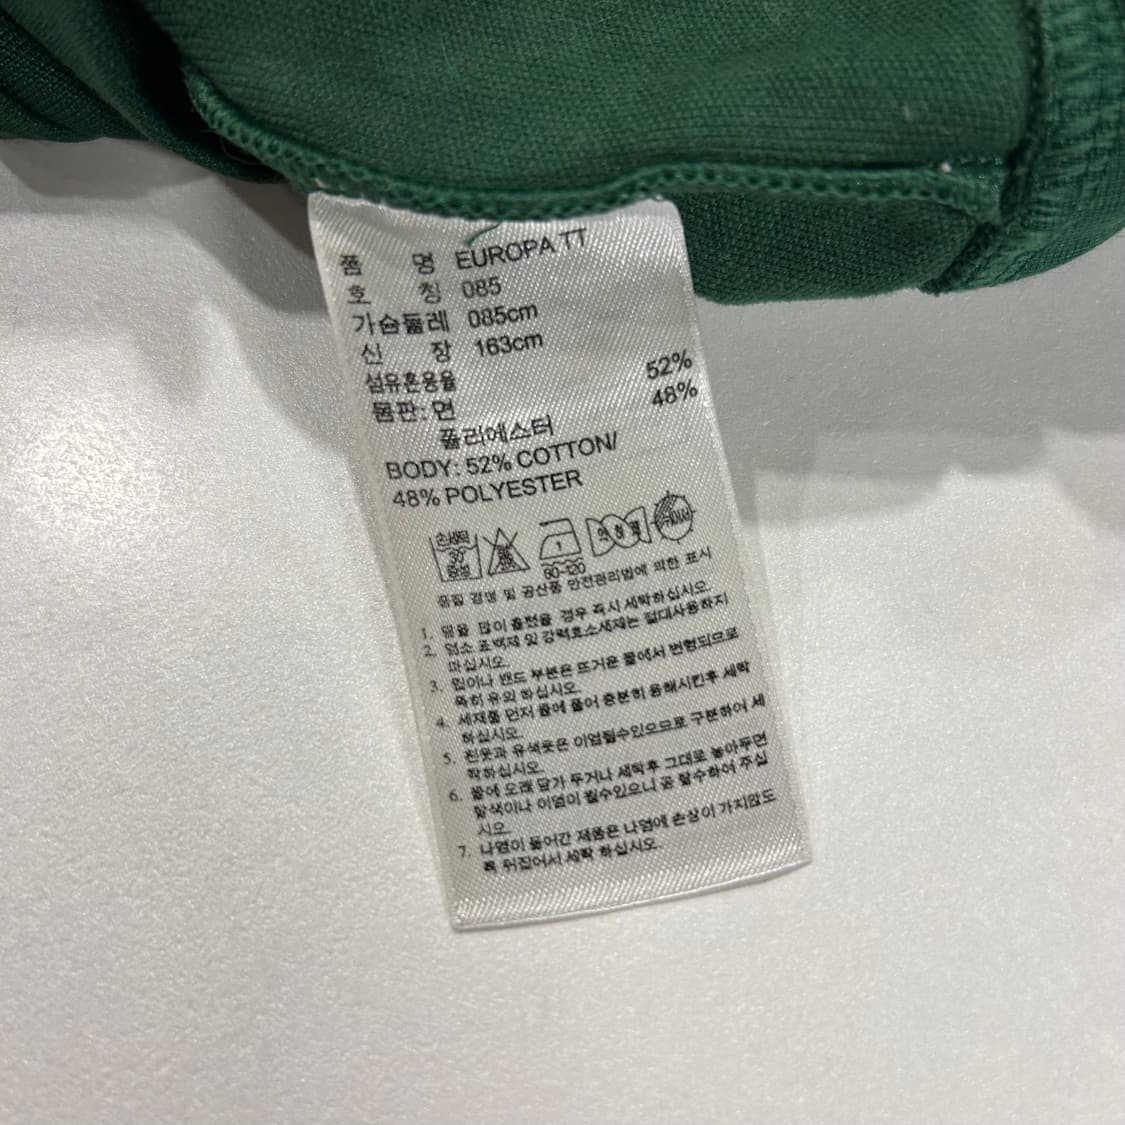 품 명 EUROPA TT
호 칭 085
가슴둘레 085cm
신 장 163cm
섬유혼용율
몸판: 면 52%
폴리에스터 48%
BODY: 52% COTTON/
48% POLYESTER
손세탁
30°
중성
1
80-120
품질 경영 및 공산품 안전관리법에 의한 표시
1. 땀을 많이 흘렸을 경우 즉시 세탁하십시오.
2. 염소 표백제 및 강력효소세제는 절대사용하지
마십시오.
3. 립이나 밴드 부분은 뜨거운 물에서 변형되므로
특히 유의 하십시오.
4. 세제를 먼저 물에 풀어 충분히 용해시킨후 세탁
하십시오.
5. 흰옷과 유색옷은 이염될수있으므로 구분하여 세
탁하십시오.
6. 물에 오래 담가 두거나 세탁후 그대로 놓아두면
탈색이나 이염이 될수있으니 곧 탈수하여 주십
시오.
7. 나염이 들어간 제품은 나염에 손상이 가지않도
록 뒤집어서 세탁 하십시오.